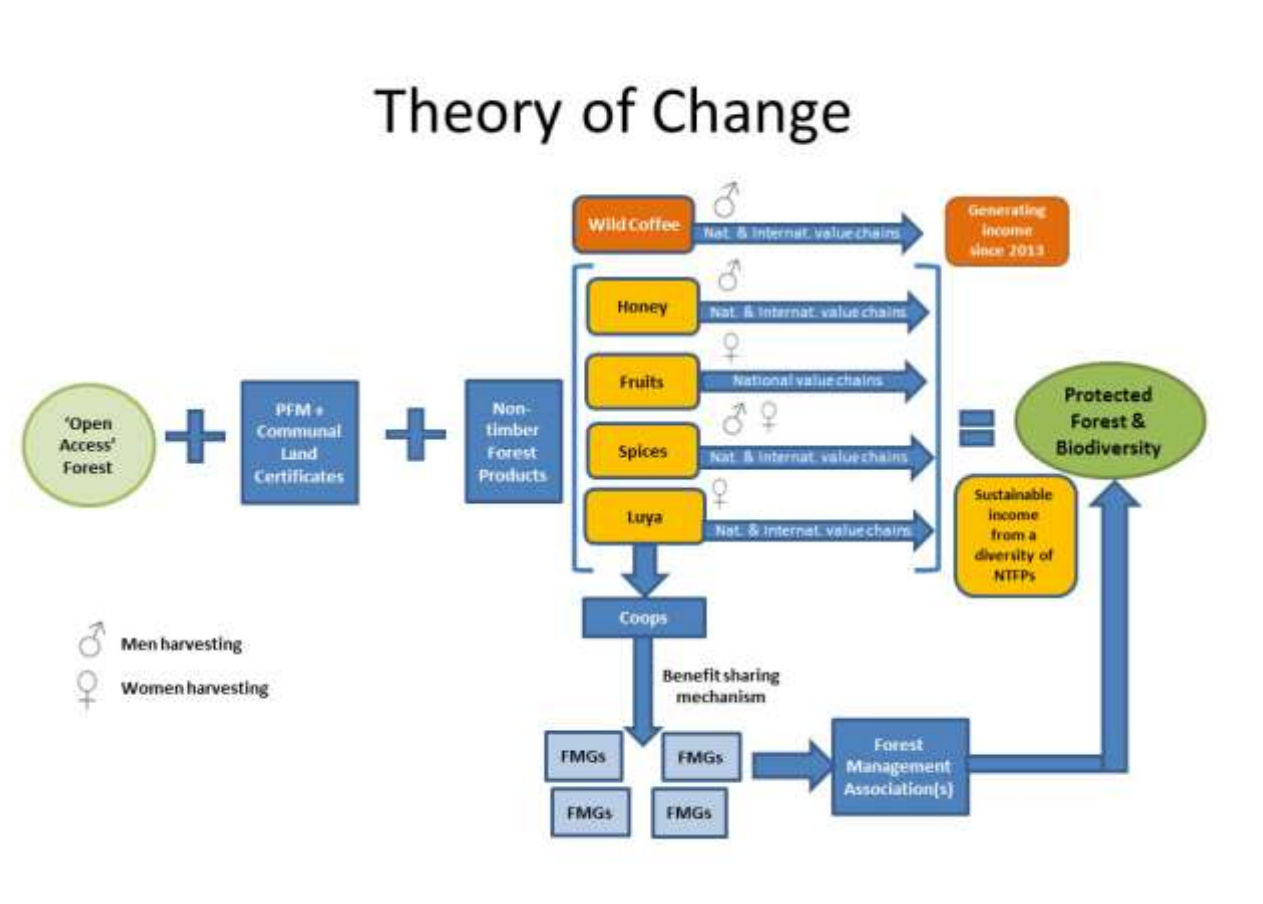 Theory of Change
Wild Coffee
Nat. & Internat. value chains
Generating
income
since 2013
Honey
Nat. & Internat. value chains
Fruits
National value chains
Spices
Nat. & Internat. value chains
Luya
Nat. & Internat. value chains
'Open
Access'
Forest
PFM +
Communal
Land
Certificates
Non-
timber
Forest
Products
Protected
Forest &
Biodiversity
Sustainable
income
from a
diversity of
NTFPs
Coops
Benefit sharing
mechanism
Men harvesting
Women harvesting
FMGs
FMGs
FMGs
FMGs
Forest
Management
Association(s)